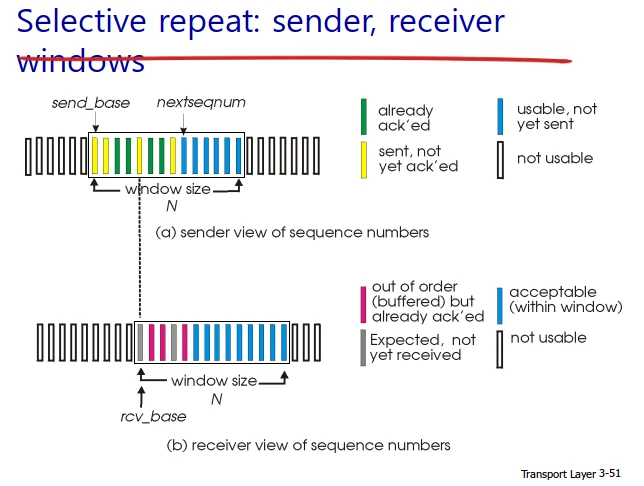 Selective repeat: sender, receiver
windows
send_base
nextseqnum
already
ack'ed
usable, not
yet sent
sent, not
yet ack'ed
not usable
window size
N
(a) sender view of sequence numbers
out of order
(buffered) but
already ack'ed
acceptable
(within window)
Expected, not
yet received
not usable
window size
N
rcv_base
(b) receiver view of sequence numbers
Transport Layer 3-51